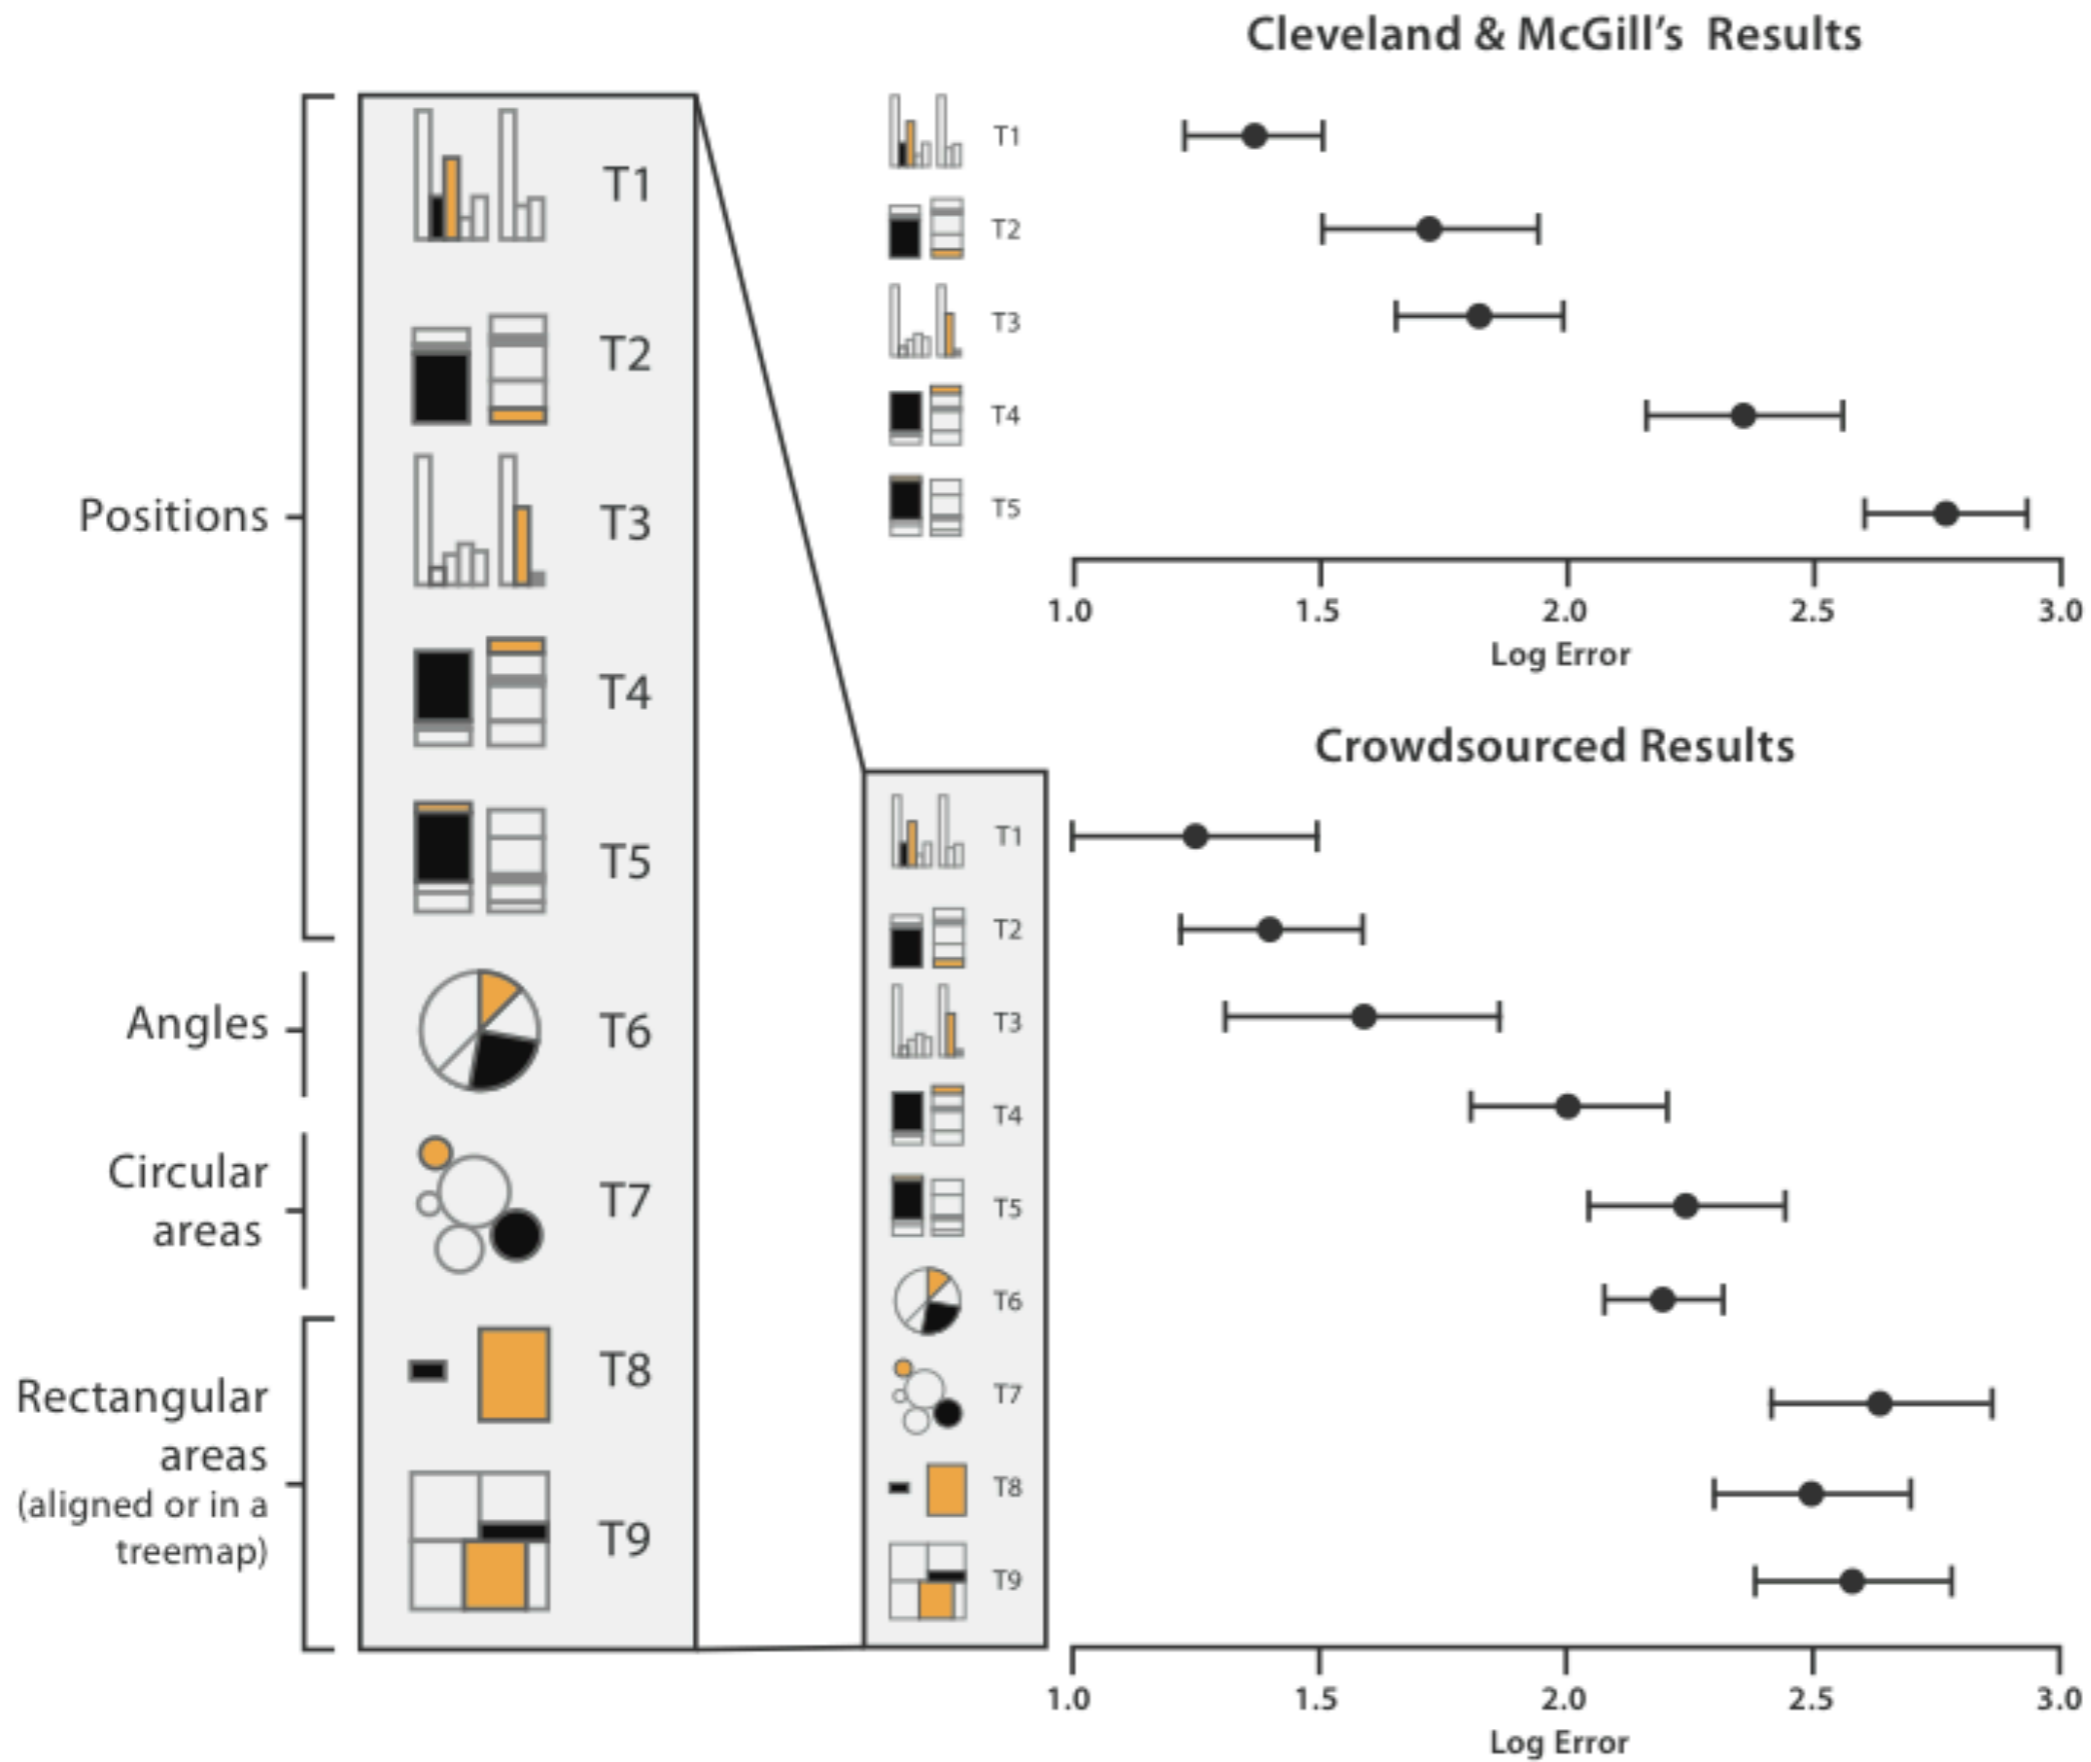 Cleveland & McGill's Results
T1
T2
T3
T4
T5
1.0 1.5 2.0 2.5 3.0
Log Error
Positions
Angles
Circular
areas
Rectangular
areas
(aligned or in a
treemap)
T1
T2
T3
T4
T5
T6
T7
T8
T9
Crowdsourced Results
T1
T2
T3
T4
T5
T6
T7
T8
T9
1.0 1.5 2.0 2.5 3.0
Log Error